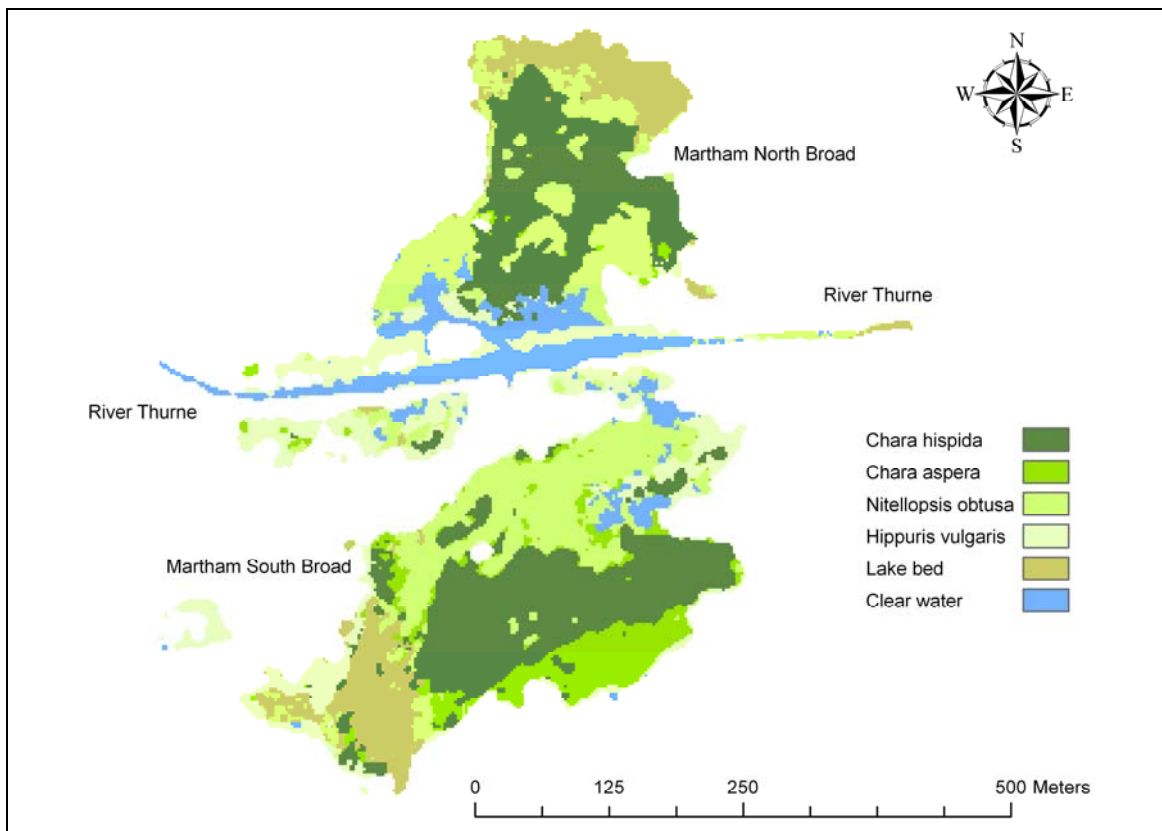 N
W E
S
Martham North Broad
River Thurne
River Thurne
Chara hispida
Chara aspera
Nitellopsis obtusa
Hippuris vulgaris
Martham South Broad
Lake bed
Clear water
0 125 250 500 Meters